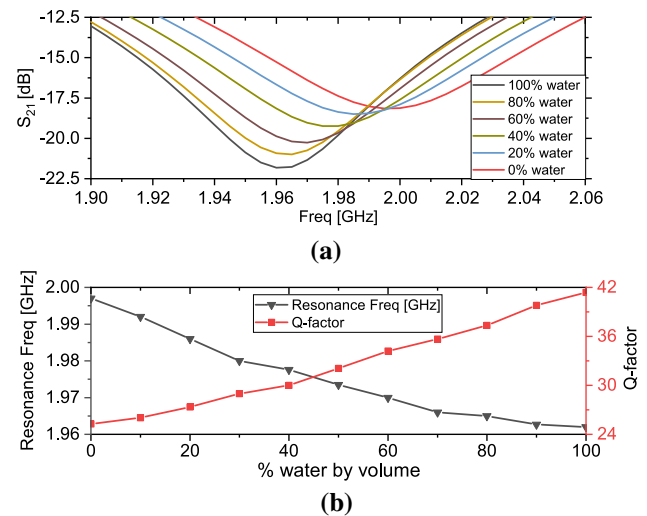 -12.5
-15.0
-17.5
-20.0
-22.5
S21 [dB]
100% water
80% water
60% water
40% water
20% water
0% water
1.90 1.92 1.94 1.96 1.98 2.00 2.02 2.04 2.06
Freq [GHz]
(a)
2.00
1.99
1.98
1.97
1.96
Resonance Freq [GHz]
Resonance Freq [GHz]
Q-factor
42
36
30
24
Q-factor
0 20 40 60 80 100
% water by volume
(b)